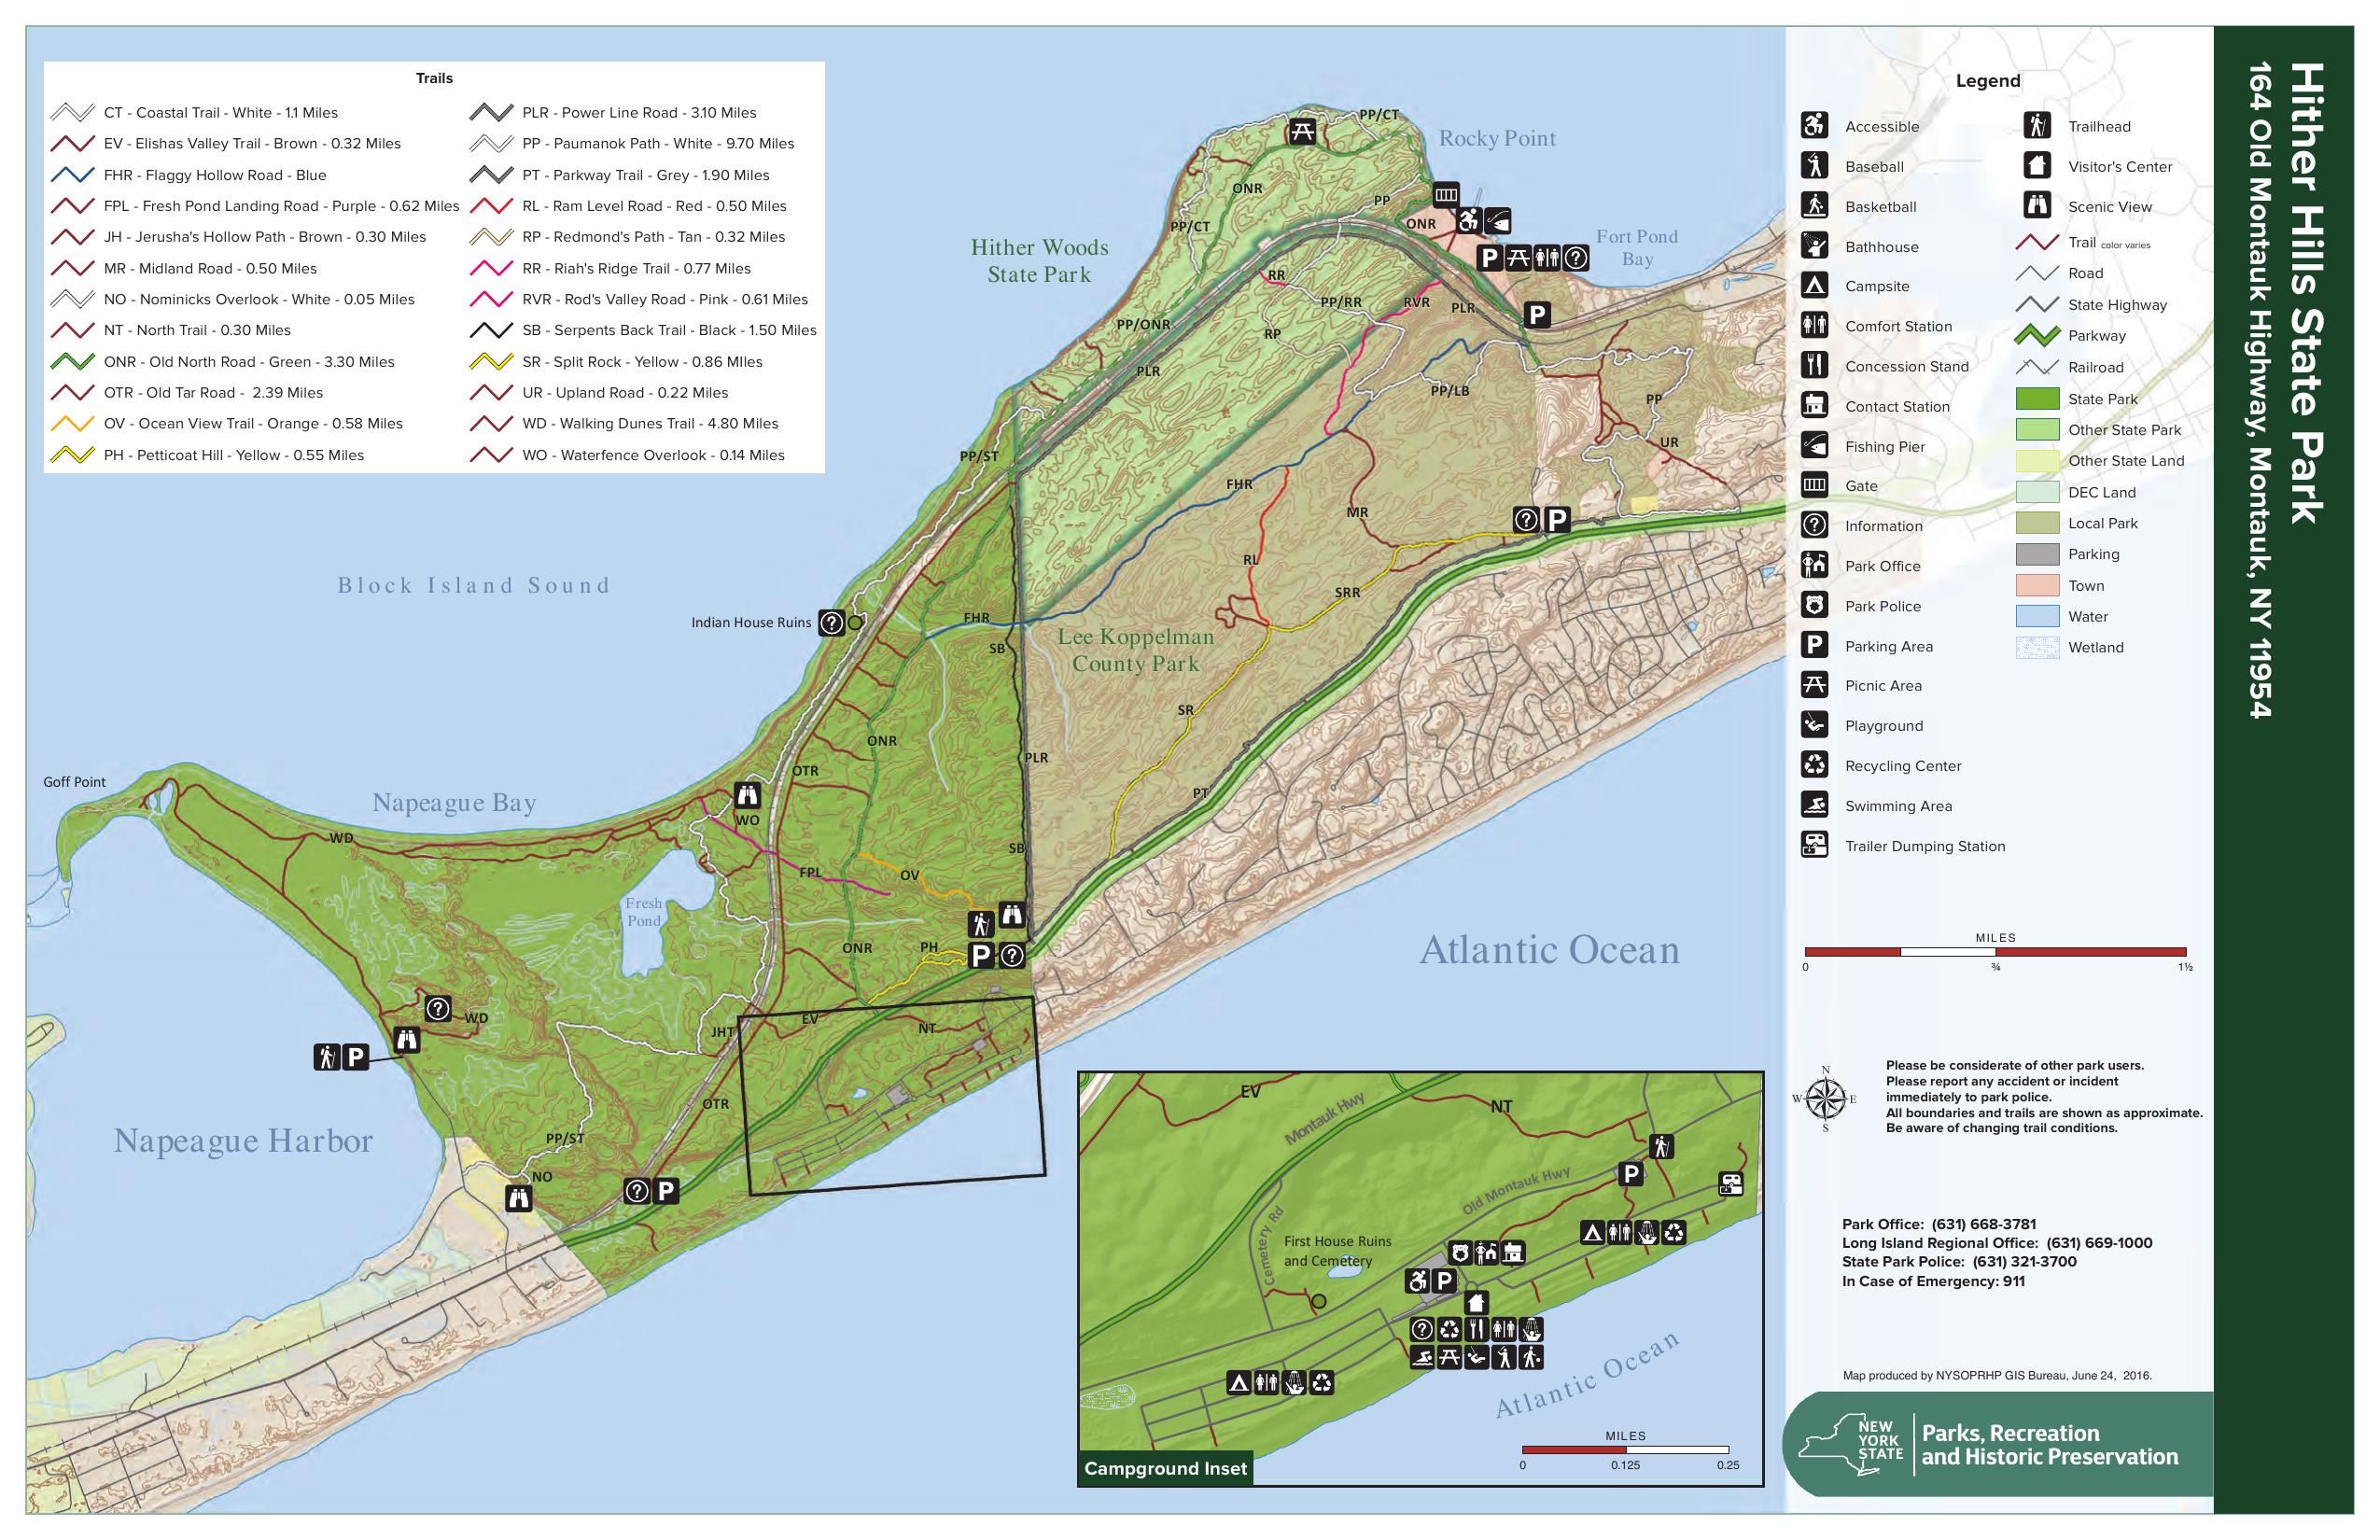 Trails
CT - Coastal Trail - White - 1.1 Miles
EV - Elishas Valley Trail - Brown - 0.32 Miles
FHR - Flaggy Hollow Road - Blue
FPL - Fresh Pond Landing Road - Purple - 0.62 Miles
JH - Jerusha's Hollow Path - Brown - 0.30 Miles
MR - Midland Road - 0.50 Miles
NO - Nominicks Overlook - White - 0.05 Miles
NT - North Trail - 0.30 Miles
ONR - Old North Road - Green - 3.30 Miles
OTR - Old Tar Road -  2.39 Miles
OV - Ocean View Trail - Orange - 0.58 Miles
PH - Petticoat Hill - Yellow - 0.55 Miles
PLR - Power Line Road - 3.10 Miles
PP - Paumanok Path - White - 9.70 Miles
PT - Parkway Trail - Grey - 1.90 Miles
RL - Ram Level Road - Red - 0.50 Miles
RP - Redmond's Path - Tan - 0.32 Miles
RR - Riah's Ridge Trail - 0.77 Miles
RVR - Rod's Valley Road - Pink - 0.61 Miles
SB - Serpents Back Trail - Black - 1.50 Miles
SR - Split Rock - Yellow - 0.86 MIles
UR - Upland Road - 0.22 Miles
WD - Walking Dunes Trail - 4.80 Miles
WO - Waterfence Overlook - 0.14 Miles
PP/CT
Rocky Point
ONR
PP
PP/CT
ONR
Hither Woods
State Park
Fort Pond
Bay
RR
PP/RR
RVR
PLR
PP/ONR
RP
PLR
PP/LB
PP
UR
PP/ST
FHR
MR
RL
SRR
Block Island Sound
Indian House Ruins
FHR
SB
Lee Koppelman
County Park
SR
ONR
PLR
OTR
PT
Goff Point
Napeague Bay
WO
WD
SB
FPL
OV
Fresh
Pond
ONR
PH
Atlantic Ocean
WD
JHT
EV
NT
OTR
Napeague Harbor
PP/ST
NO
EV
Montauk Hwy
NT
Old Montauk Hwy
Cemetery Rd
First House Ruins
and Cemetery
Atlantic Ocean
MILES
0
0.125
0.25
Campground Inset
Legend
Accessible
Baseball
Basketball
Bathhouse
Campsite
Comfort Station
Concession Stand
Contact Station
Fishing Pier
Gate
Information
Park Office
Park Police
Parking Area
Picnic Area
Playground
Recycling Center
Swimming Area
Trailer Dumping Station
Trailhead
Visitor's Center
Scenic View
Trail color varies
Road
State Highway
Parkway
Railroad
State Park
Other State Park
Other State Land
DEC Land
Local Park
Parking
Town
Water
Wetland
MILES
0
¾
1½
N
W
E
S
Please be considerate of other park users.
Please report any accident or incident
immediately to park police.
All boundaries and trails are shown as approximate.
Be aware of changing trail conditions.
Park Office:  (631) 668-3781
Long Island Regional Office:  (631) 669-1000
State Park Police:  (631) 321-3700
In Case of Emergency: 911
Map produced by NYSOPRHP GIS Bureau, June 24,  2016.
NEW
YORK
STATE
Parks, Recreation
and Historic Preservation
Hither Hills State Park
164 Old Montauk Highway, Montauk, NY 11954